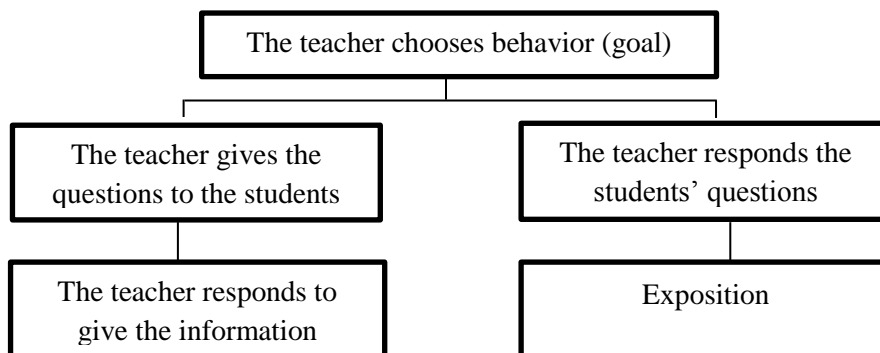 The teacher chooses behavior (goal)
The teacher gives the
questions to the students
The teacher responds the
students’ questions
The teacher responds to
give the information
Exposition